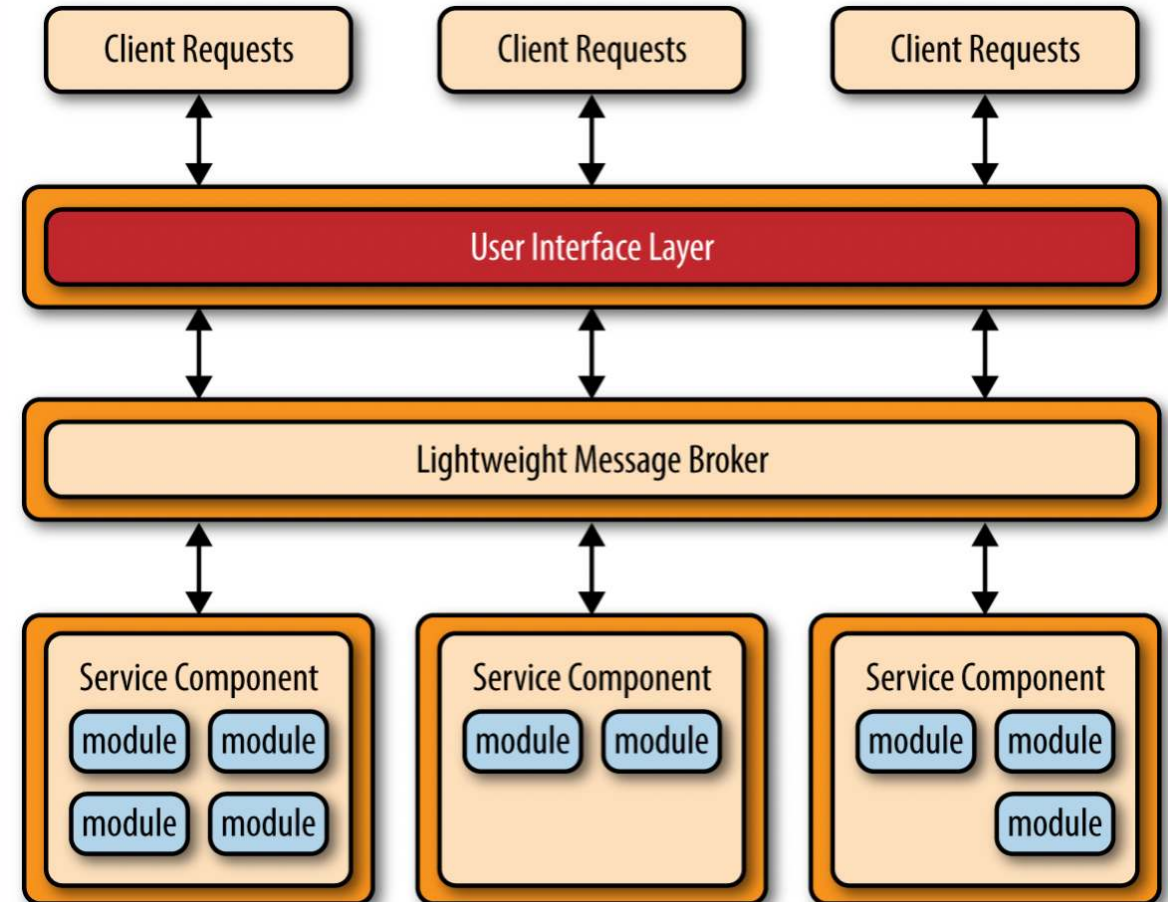 Client Requests
Client Requests
Client Requests
User Interface Layer
Lightweight Message Broker
Service Component
module module
module module
Service Component
module module
Service Component
module module
module